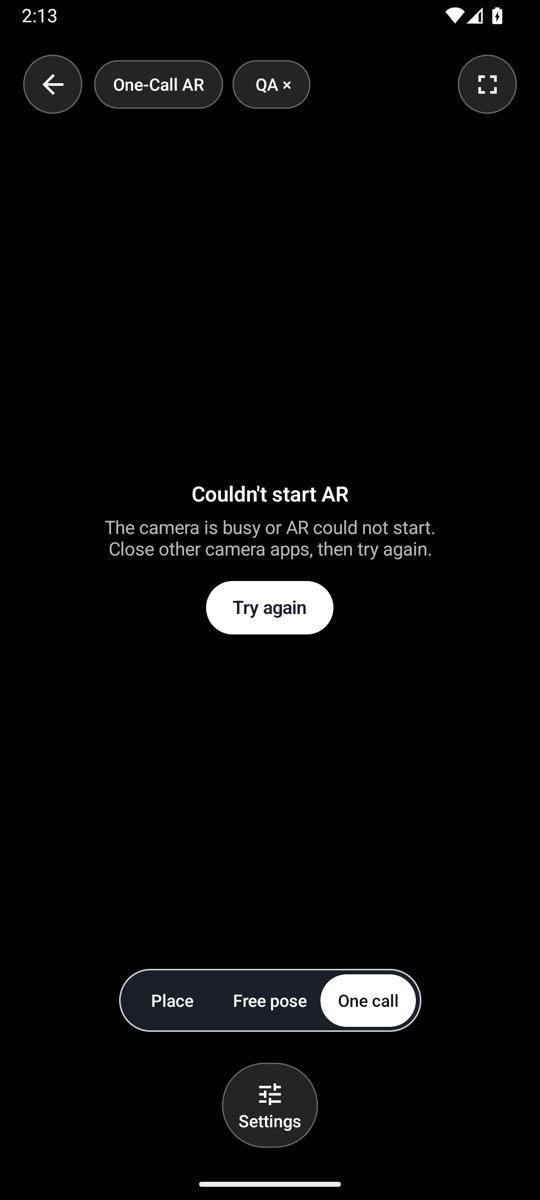 2:13
One-Call AR
QA ×
Couldn't start AR
The camera is busy or AR could not start.
Close other camera apps, then try again.
Try again
Place
Free pose
One call
Settings